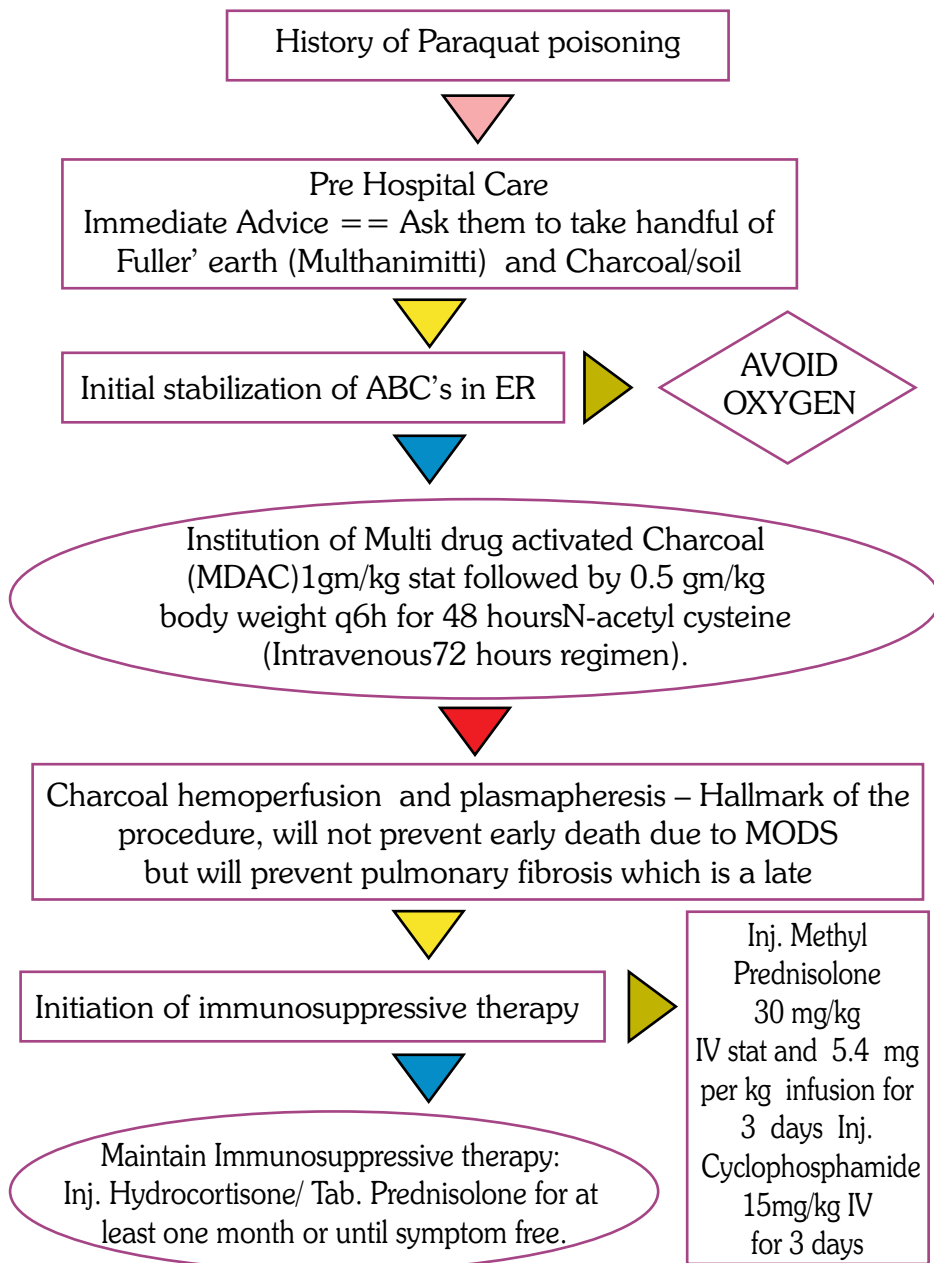 History of Paraquat poisoning
Pre Hospital Care
Immediate Advice == Ask them to take handful of
Fuller' earth (Multhanimitti) and Charcoal/soil
Initial stabilization of ABC's in ER
AVOID
OXYGEN
Institution of Multi drug activated Charcoal
(MDAC)1gm/kg stat followed by 0.5 gm/kg
body weight q6h for 48 hoursN-acetyl cysteine
(Intravenous72 hours regimen).
Charcoal hemoperfusion and plasmapheresis – Hallmark of the
procedure, will not prevent early death due to MODS
but will prevent pulmonary fibrosis which is a late
Initiation of immunosuppressive therapy
Inj. Methyl
Prednisolone
30 mg/kg
IV stat and 5.4 mg
per kg infusion for
3 days Inj.
Cyclophosphamide
15mg/kg IV
for 3 days
Maintain Immunosuppressive therapy:
Inj. Hydrocortisone/ Tab. Prednisolone for at
least one month or until symptom free.